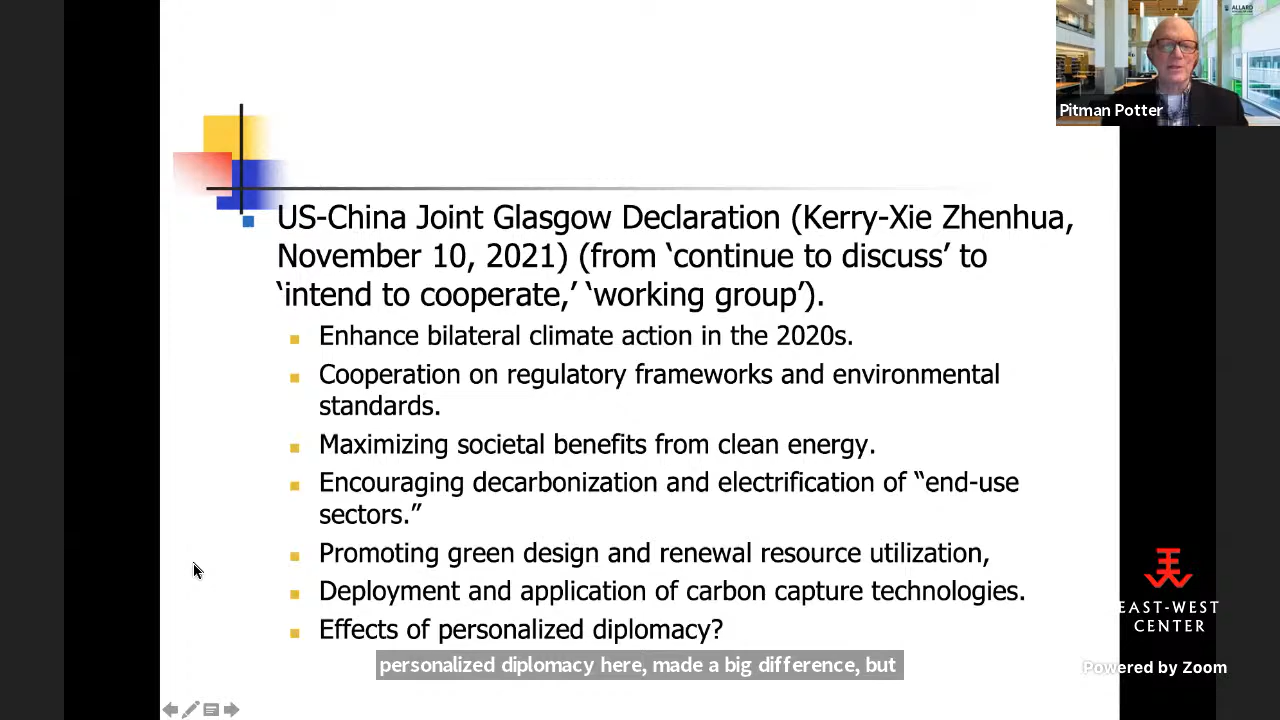 ALLARD
Pitman Potter
US-China Joint Glasgow Declaration (Kerry-Xie Zhenhua,
November 10, 2021) (from ‘continue to discuss’ to
‘intend to cooperate,’ ‘working group’).
Enhance bilateral climate action in the 2020s.
Cooperation on regulatory frameworks and environmental
standards.
Maximizing societal benefits from clean energy.
Encouraging decarbonization and electrification of “end-use
sectors.”
Promoting green design and renewal resource utilization,
Deployment and application of carbon capture technologies.
Effects of personalized diplomacy?
personalized diplomacy here, made a big difference, but
EAST-WEST
CENTER
Powered by Zoom